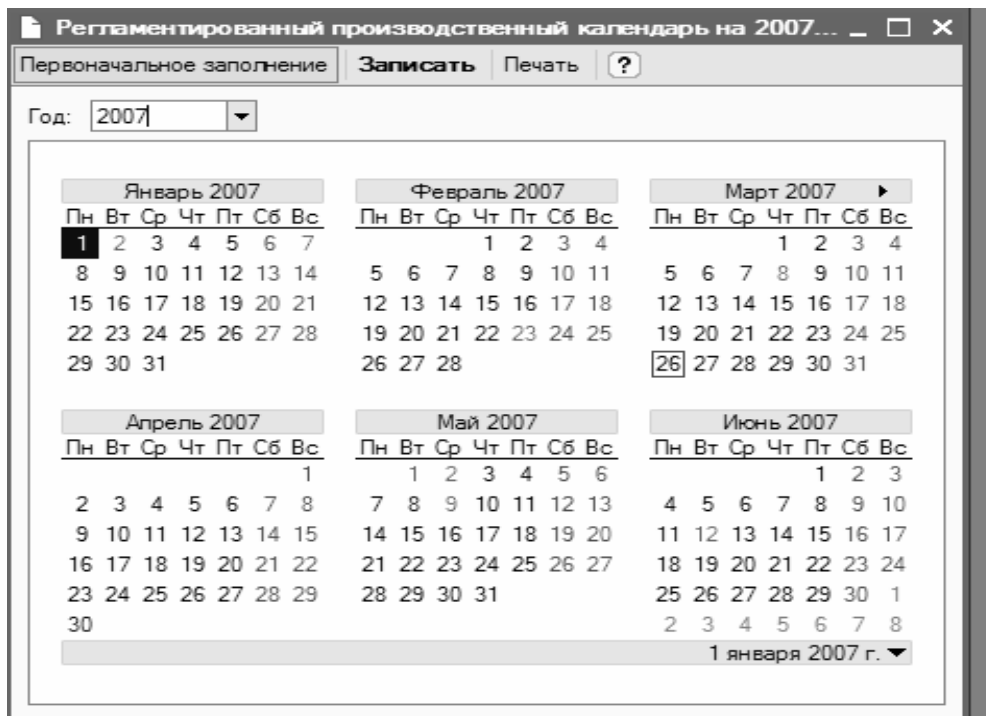 Регламентированный производственный календарь на 2007...
Первоначальное заполнение Записать Печать ?
Год: 2007
Январь 2007 Февраль 2007 Март 2007
Пн Вт Ср Чт Пт Сб Вс Пн Вт Ср Чт Пт Сб Вс Пн Вт Ср Чт Пт Сб Вс
1 2 3 4 5 6 7 1 2 3 4 1 2 3 4
8 9 10 11 12 13 14 5 6 7 8 9 10 11 5 6 7 8 9 10 11
15 16 17 18 19 20 21 12 13 14 15 16 17 18 12 13 14 15 16 17 18
22 23 24 25 26 27 28 19 20 21 22 23 24 25 19 20 21 22 23 24 25
29 30 31 26 27 28 26 27 28 29 30 31
Апрель 2007 Май 2007 Июнь 2007
Пн Вт Ср Чт Пт Сб Вс Пн Вт Ср Чт Пт Сб Вс Пн Вт Ср Чт Пт Сб Вс
1 1 2 3 4 5 6 1 2 3
2 3 4 5 6 7 8 7 8 9 10 11 12 13 4 5 6 7 8 9 10
9 10 11 12 13 14 15 14 15 16 17 18 19 20 11 12 13 14 15 16 17
16 17 18 19 20 21 22 21 22 23 24 25 26 27 18 19 20 21 22 23 24
23 24 25 26 27 28 29 28 29 30 31 25 26 27 28 29 30 1
30 2 3 4 5 6 7 8
1 января 2007 г.